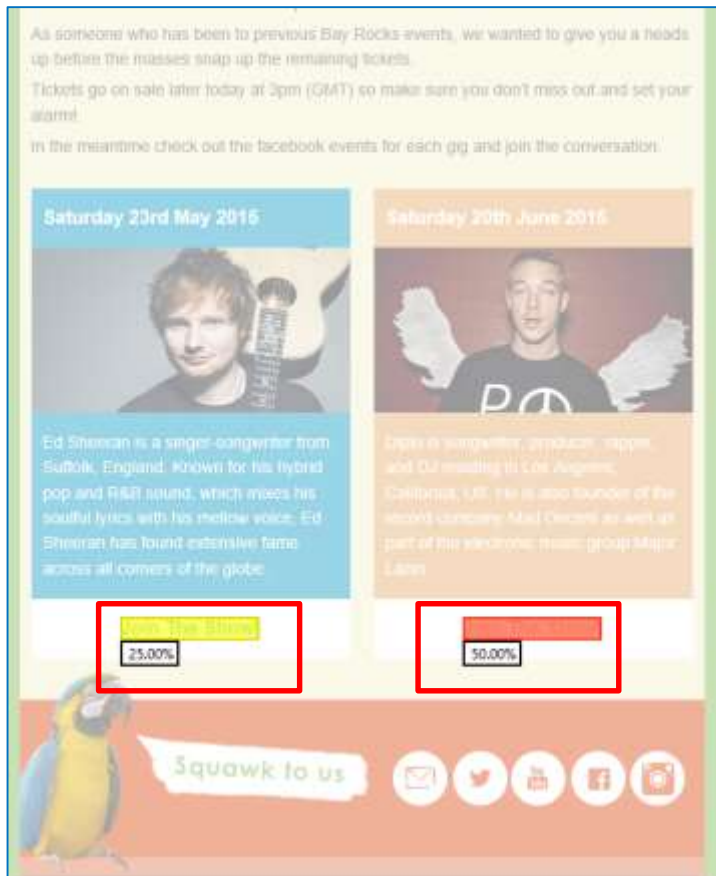 As someone who has been to previous Bay Rocks events, we wanted to give you a heads
up before the masses snap up the remaining tickets.
Tickets go on sale later today at 3pm (GMT) so make sure you don't miss out and set your
alarm!
In the meantime check out the facebook events for each gig and join the conversation.
Saturday 23rd May 2015
Saturday 20th June 2015
Ed Sheeran is a singer-songwriter from
Suffolk, England. Known for his hybrid
pop and R&B sound, which mixes his
soulful lyrics with his mellow voice, Ed
Sheeran has found extensive fame
across all corners of the globe
Diplo is songwriter, producer, rapper,
and DJ residing in Los Angeles,
California, US. He is also founder of the
record company Mad Decent as well as
part of the electronic music group Major
Lazer.
Join The Show
25.00%
50.00%
Squawk to us
You
Tube